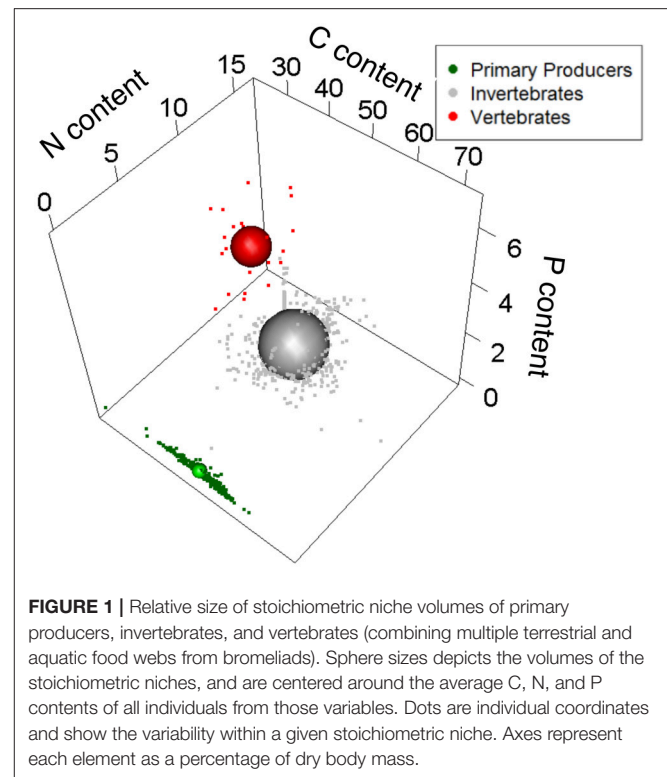 N content
C content
P content
0
5
10
15
30
40
50
60
70
6
4
2
0
Primary Producers
Invertebrates
Vertebrates
FIGURE 1 | Relative size of stoichiometric niche volumes of primary
producers, invertebrates, and vertebrates (combining multiple terrestrial and
aquatic food webs from bromeliads). Sphere sizes depicts the volumes of the
stoichiometric niches, and are centered around the average C, N, and P
contents of all individuals from those variables. Dots are individual coordinates
and show the variability within a given stoichiometric niche. Axes represent
each element as a percentage of dry body mass.